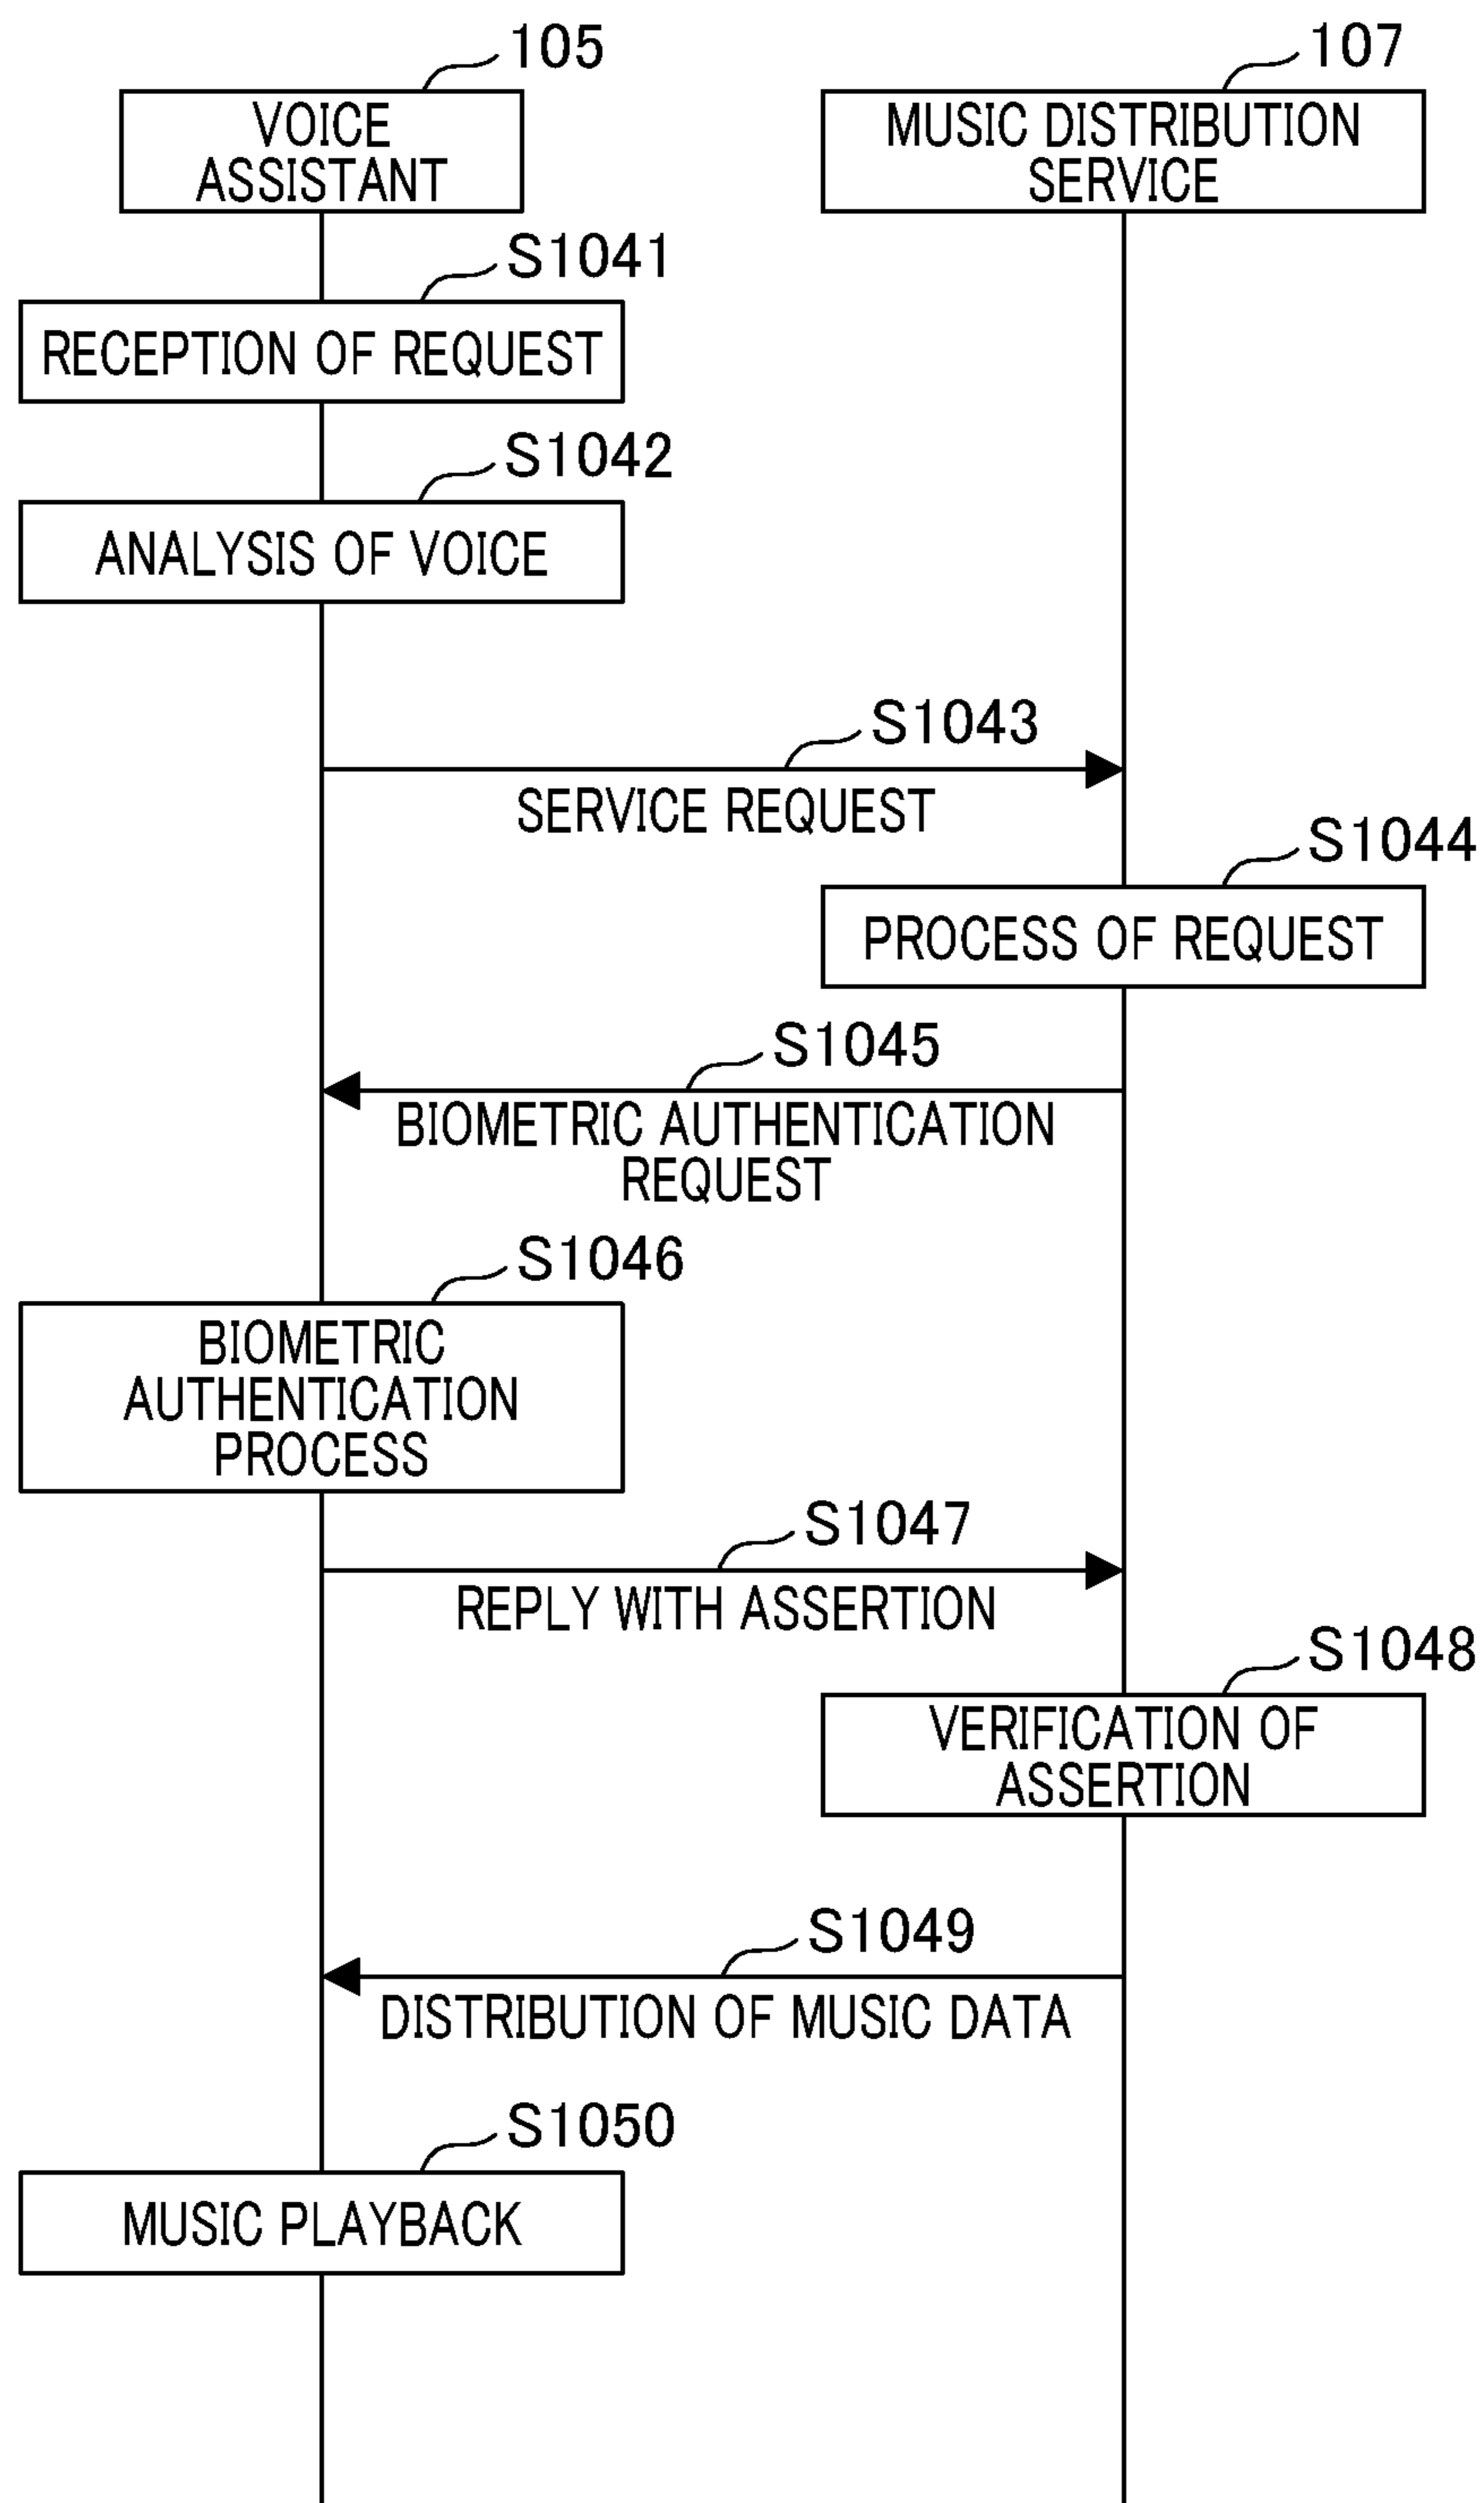 105
107
VOICE
ASSISTANT
MUSIC DISTRIBUTION
SERVICE
S1041
RECEPTION OF REQUEST
S1042
ANALYSIS OF VOICE
S1043
SERVICE REQUEST
S1044
PROCESS OF REQUEST
S1045
BIOMETRIC AUTHENTICATION
REQUEST
S1046
BIOMETRIC
AUTHENTICATION
PROCESS
S1047
REPLY WITH ASSERTION
S1048
VERIFICATION OF
ASSERTION
S1049
DISTRIBUTION OF MUSIC DATA
S1050
MUSIC PLAYBACK